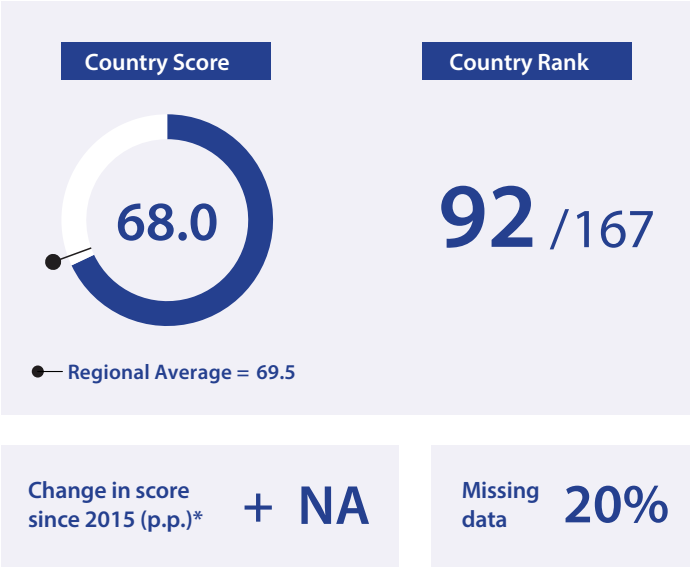 Country Score
Country Rank
68.0
92 /167
Regional Average = 69.5
Change in score
since 2015 (p.p.)*
+ NA
Missing
data
20%